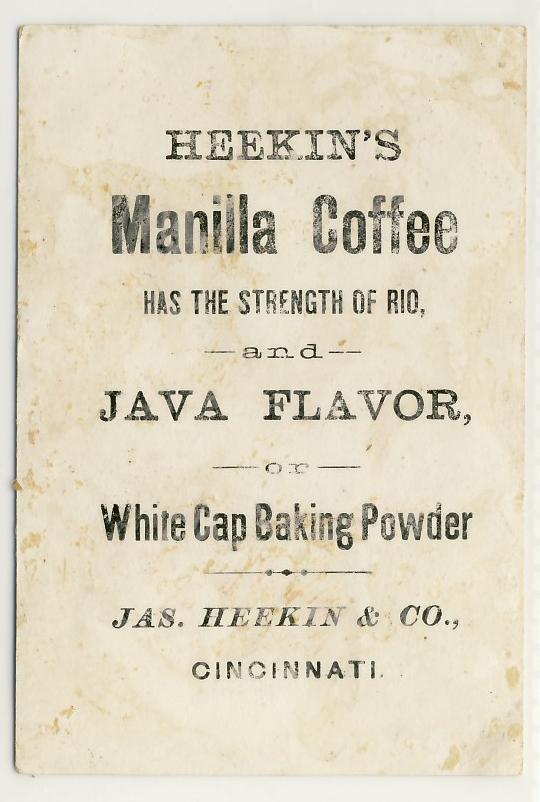 HEEKIN'S
Manilla Coffee
HAS THE STRENGTH OF RIO,
—and—
JAVA FLAVOR,
—or—
White Cap Baking Powder
JAS. HEEKIN & CO.,
CINCINNATI.